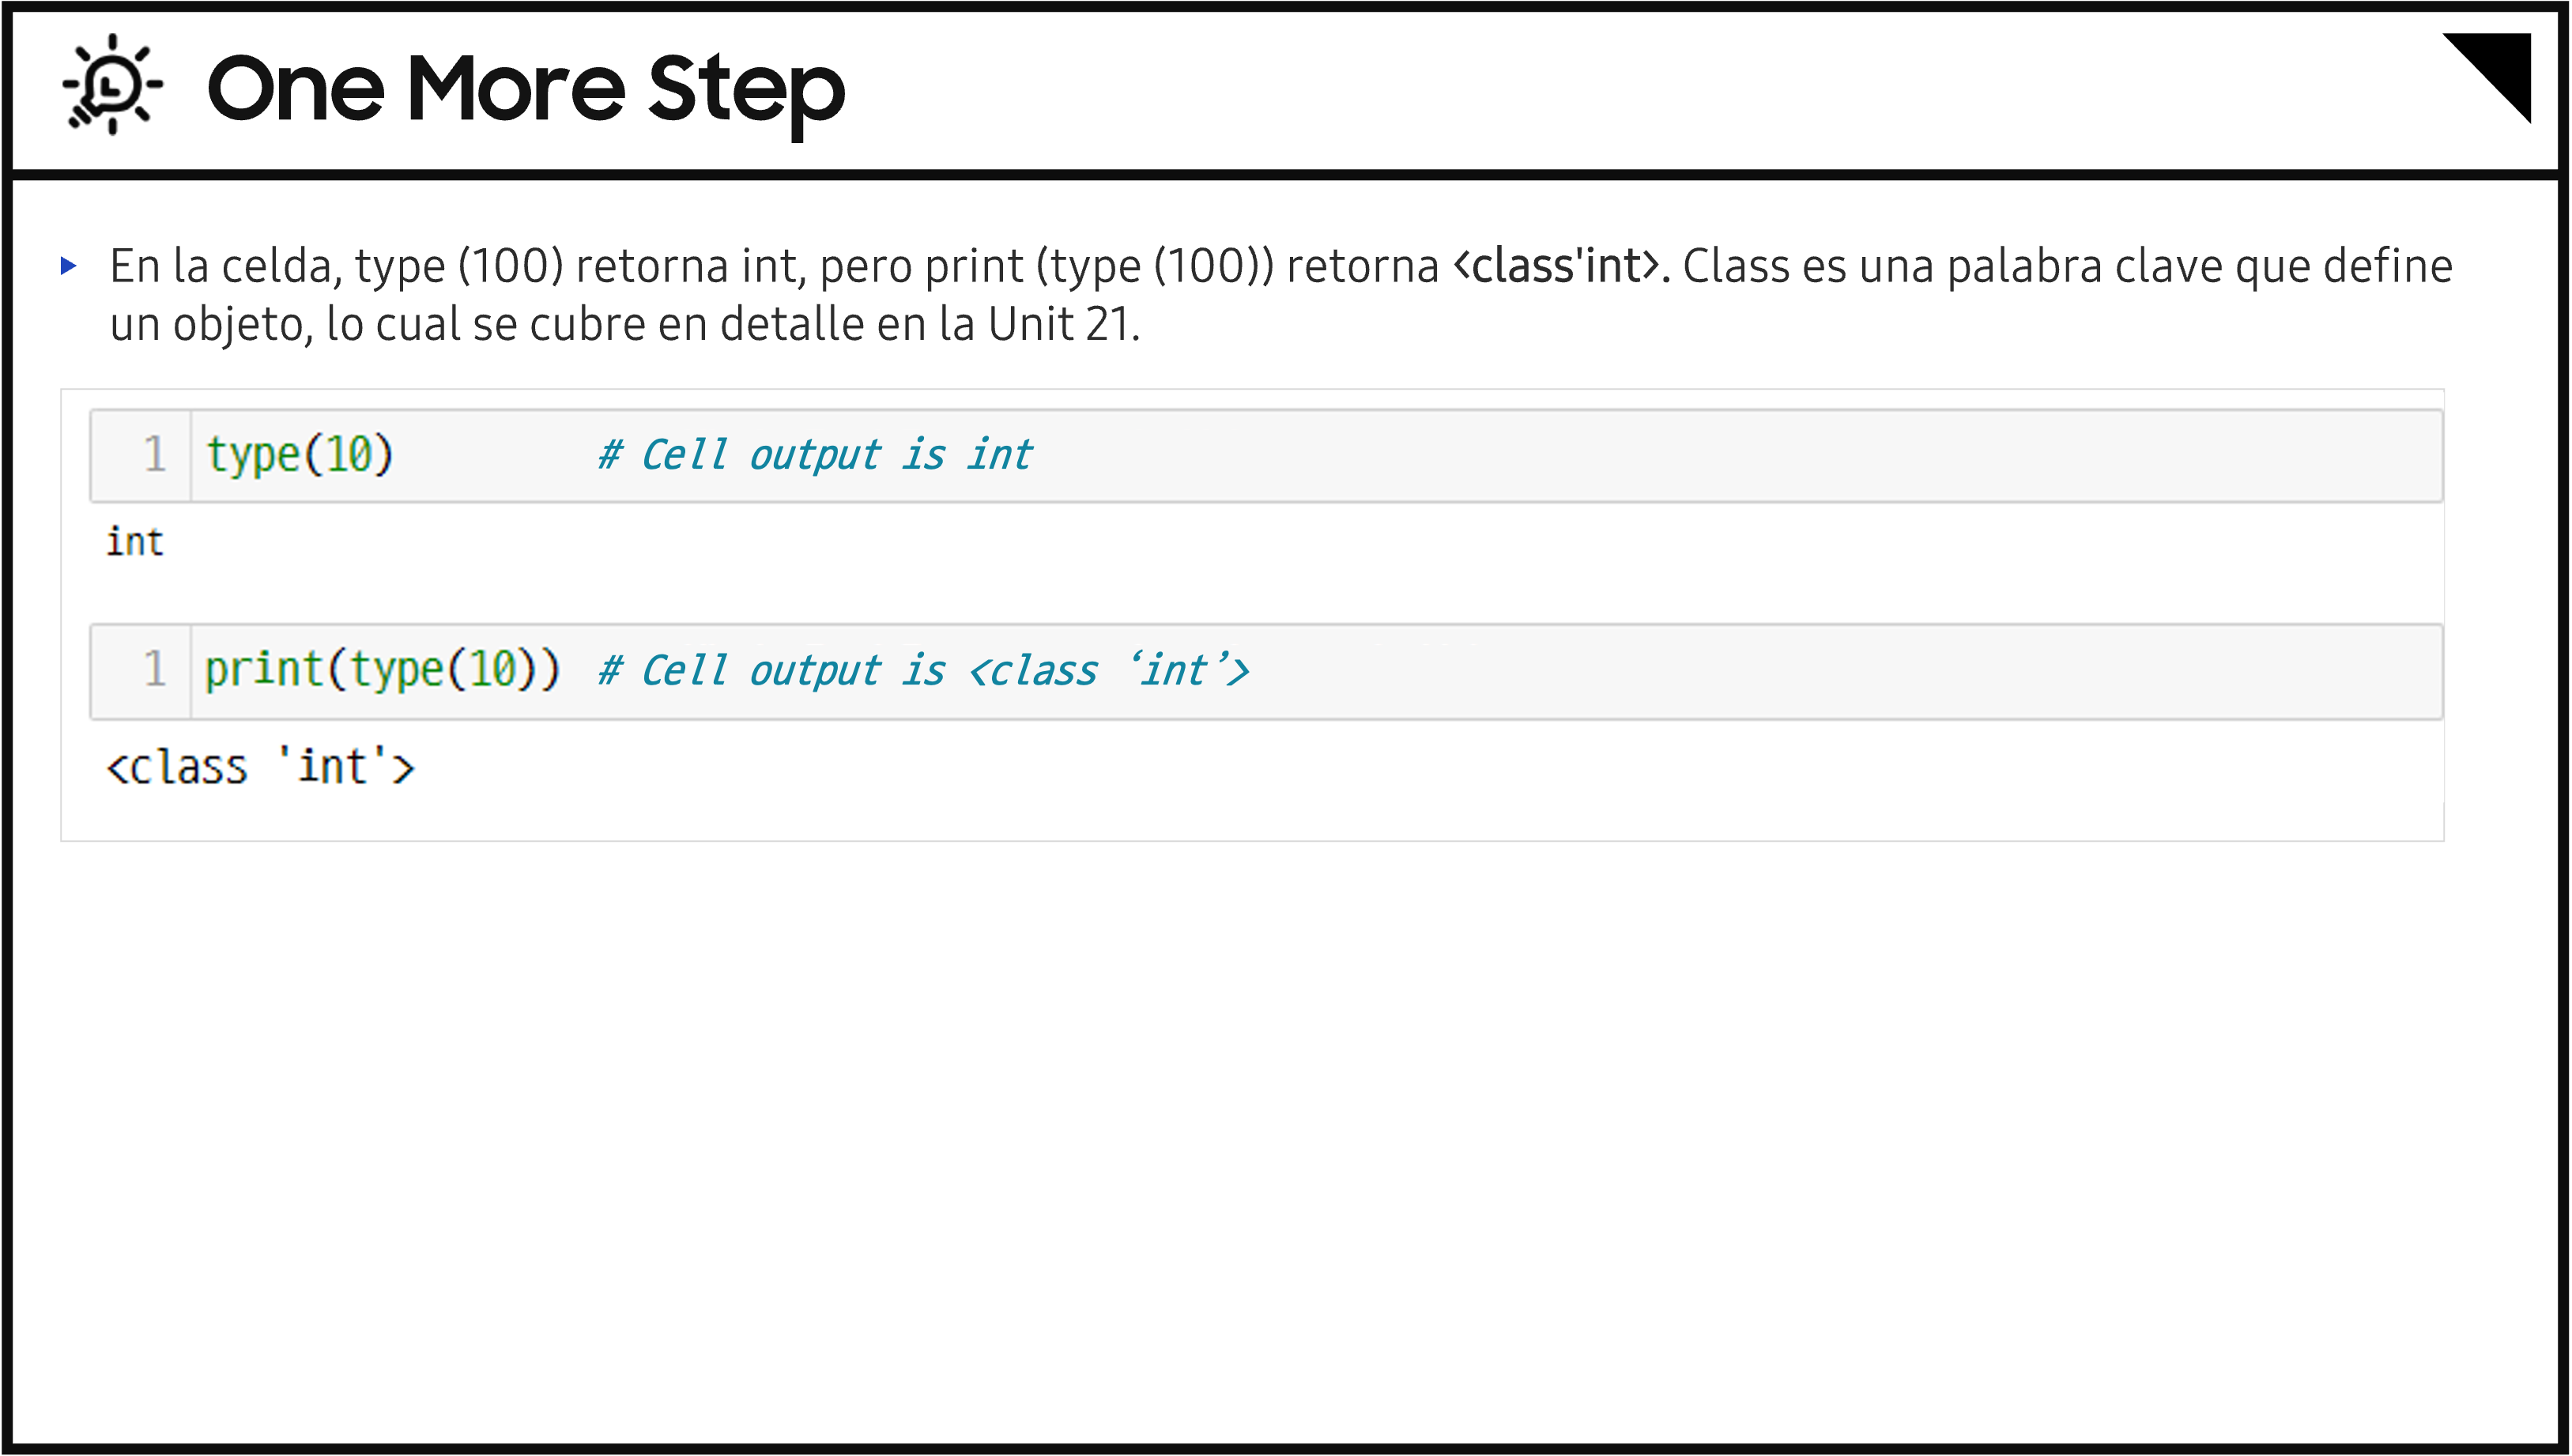 One More Step
En la celda, type (100) retorna int, pero print (type (100)) retorna <class'int>. Class es una palabra clave que define
un objeto, lo cual se cubre en detalle en la Unit 21.
1 type(10) # Cell output is int
int
1 print(type(10)) # Cell output is <class ‘int’>
<class 'int'>